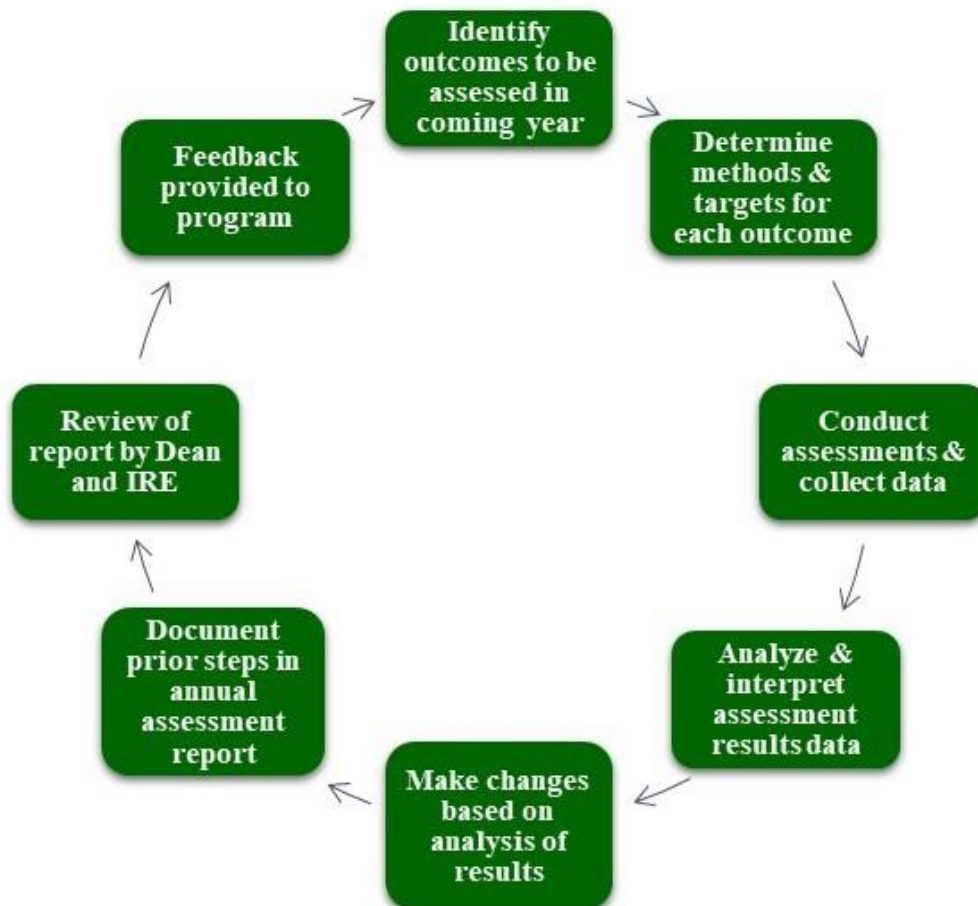 Identify
outcomes to be
assessed in
coming year
Determine
methods &
targets for
each outcome
Conduct
assessments &
collect data
Analyze &
interpret
assessment
results data
Make changes
based on
analysis of
results
Document
prior steps in
annual
assessment
report
Review of
report by Dean
and IRE
Feedback
provided to
program